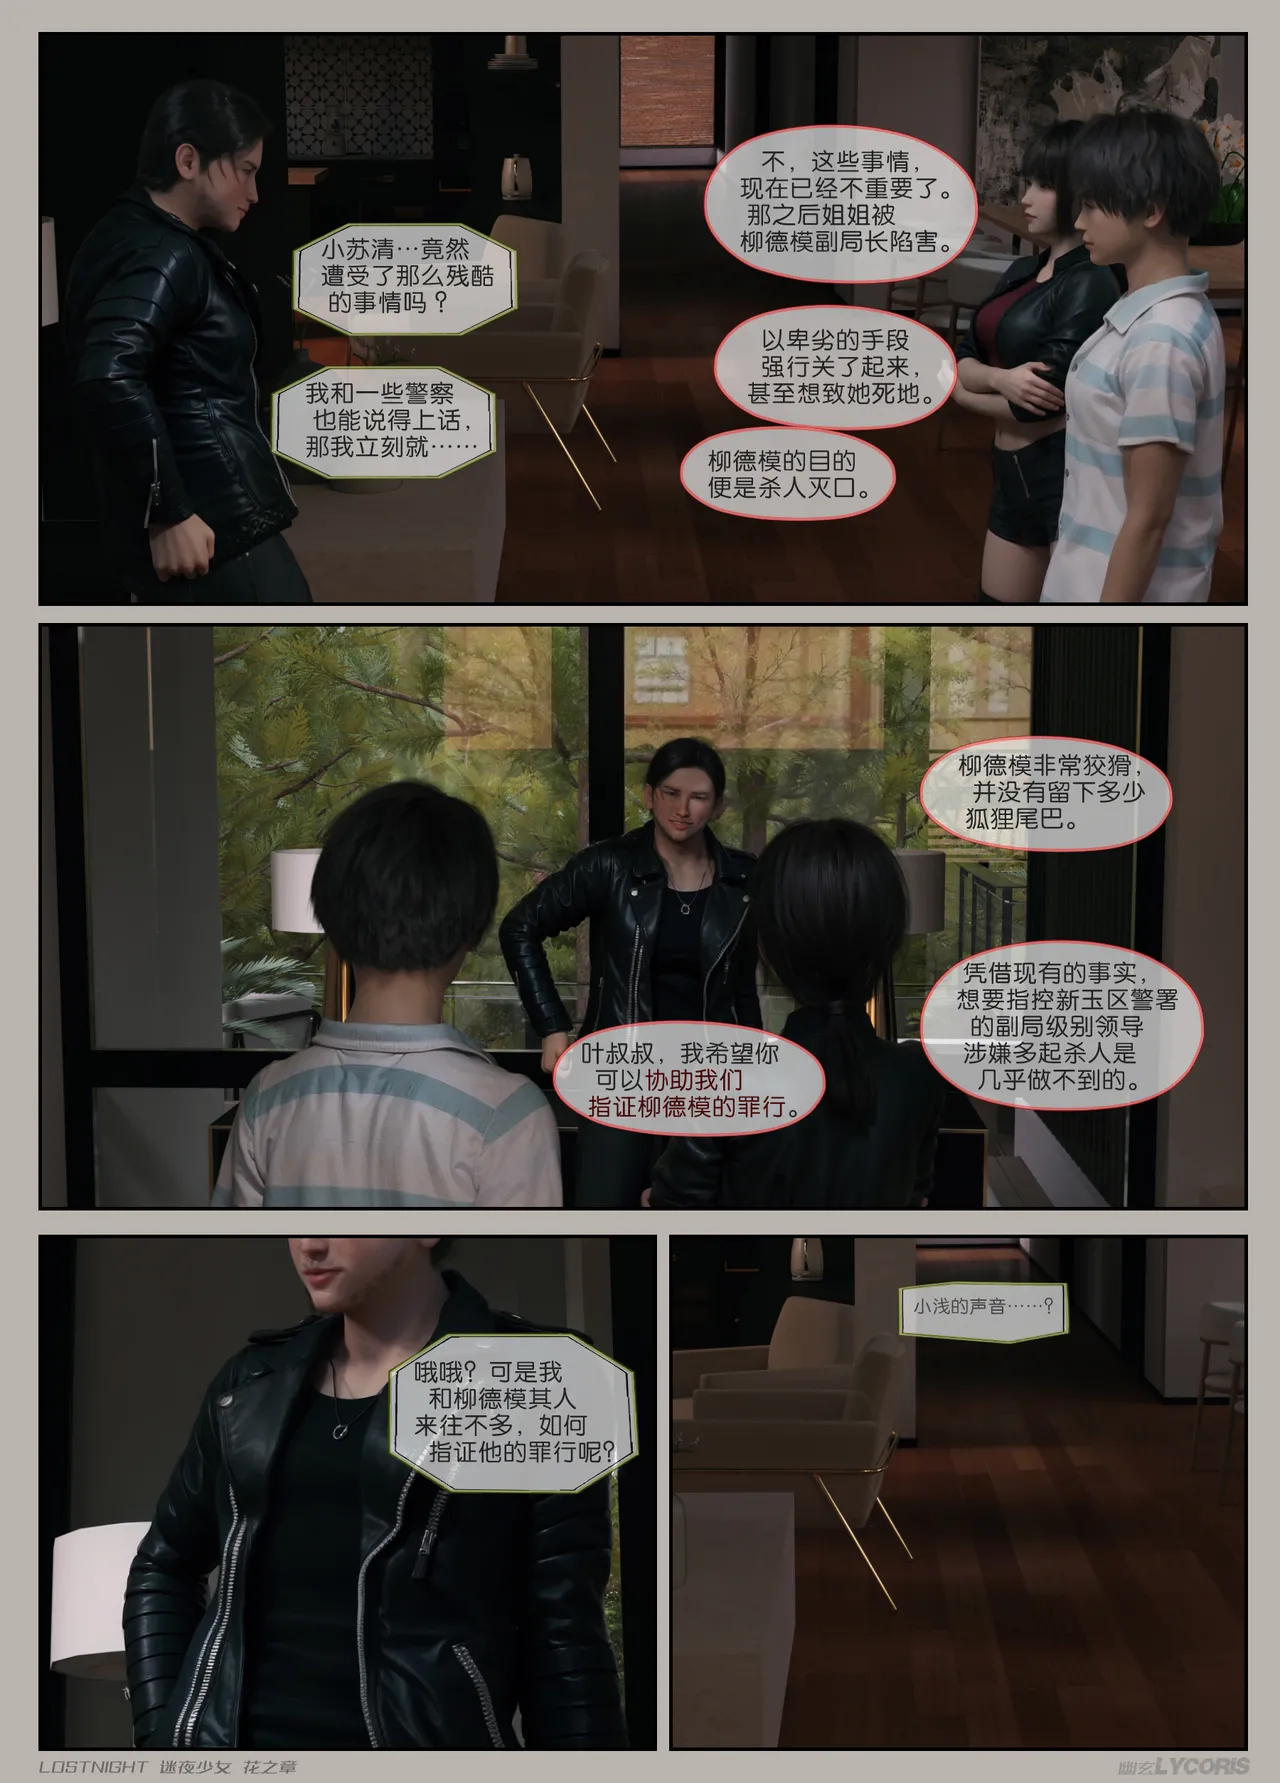 小苏清…竟然
遭受了那么残酷
的事情吗？
我和一些警察
也能说得上话，
那我立刻就……
不，这些事情，
现在已经不重要了。
那之后姐姐被
柳德模副局长陷害。
以卑劣的手段
强行关了起来，
甚至想致她死地。
柳德模的目的
便是杀人灭口。
柳德模非常狡猾，
并没有留下多少
狐狸尾巴。
凭借现有的事实，
想要指控新玉区警署
的副局级别领导
涉嫌多起杀人是
几乎做不到的。
叶叔叔，我希望你
可以协助我们
指证柳德模的罪行。
哦哦？可是我
和柳德模其人
来往不多，如何
指证他的罪行呢？
小浅的声音……？
LOSTNIGHT 迷夜少女 花之章
幽玄LYCORIS